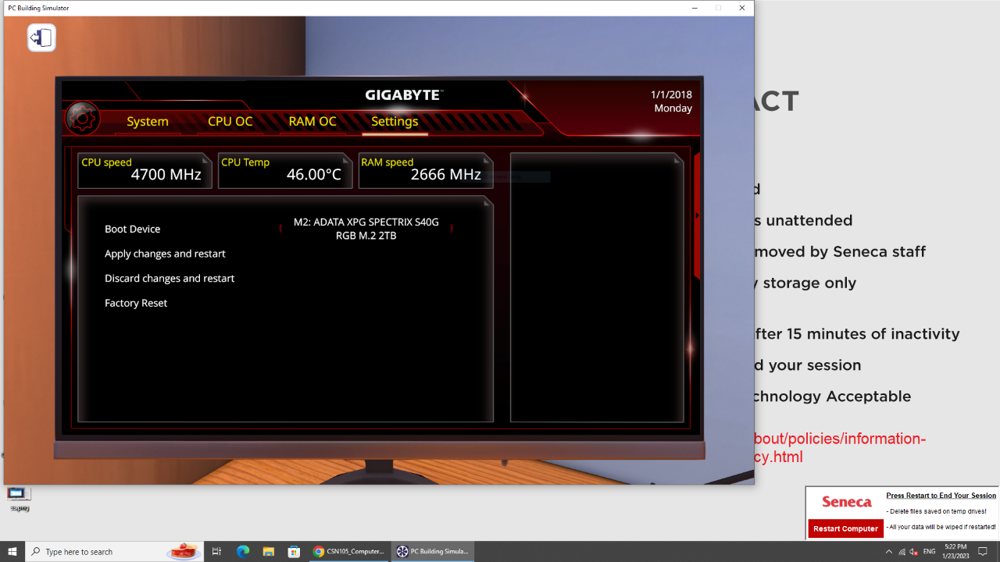 PC Building Simulator
ACT
GIGABYTE™
1/1/2018
Monday
System
CPU OC
RAM OC
Settings
CPU speed
4700 MHz
CPU Temp
46.00°C
RAM speed
2666 MHz
Boot Device
M2: ADATA XPG SPECTRIX S40G
RGB M.2 2TB
Apply changes and restart
Discard changes and restart
Factory Reset
d
s unattended
moved by Seneca staff
y storage only
fter 15 minutes of inactivity
d your session
chnology Acceptable
bout/policies/information-
cy.html
Seneca
Press Restart to End Your Session
- Delete files saved on temp drives!
Restart Computer
- All your data will be wiped if restarted!
Type here to search
CSN105_Computer...
PC Building Simula...
ENG
5:22 PM
1/23/2023